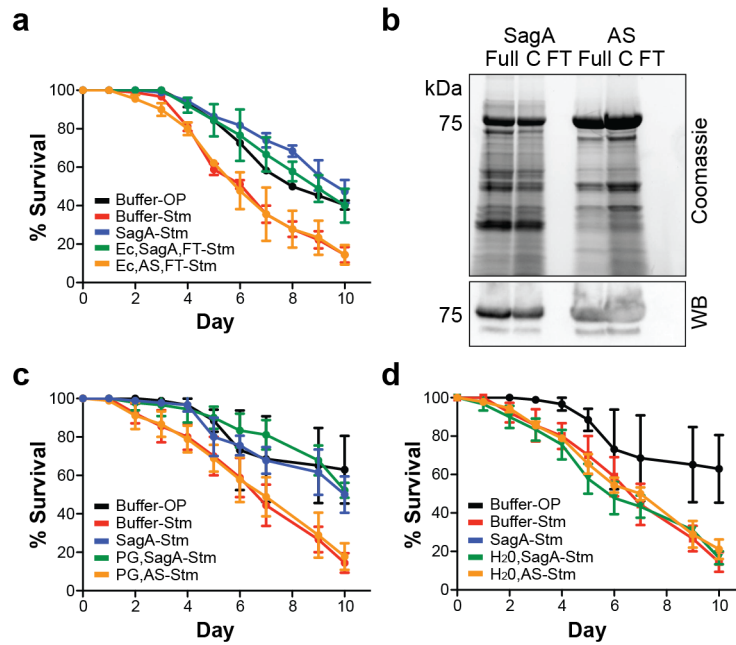 a
% Survival
100
80
60
40
20
0
Buffer-OP
Buffer-Stm
SagA-Stm
Ec,SagA,FT-Stm
Ec,AS,FT-Stm
0 2 4 6 8 10
Day
b
SagA AS
Full C FT Full C FT
kDa
75
Coomassie
75
WB
c
% Survival
100
80
60
40
20
0
Buffer-OP
Buffer-Stm
SagA-Stm
PG,SagA-Stm
PG,AS-Stm
0 2 4 6 8 10
Day
d
% Survival
100
80
60
40
20
0
Buffer-OP
Buffer-Stm
SagA-Stm
H20,SagA-Stm
H20,AS-Stm
0 2 4 6 8 10
Day